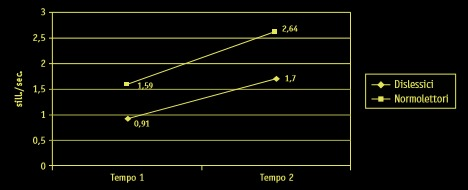 3
2,5
2
1,5
1
0,5
0
sill./sec.
2,64
1,59
1,7
0,91
Tempo 1
Tempo 2
Dislessici
Normolettori